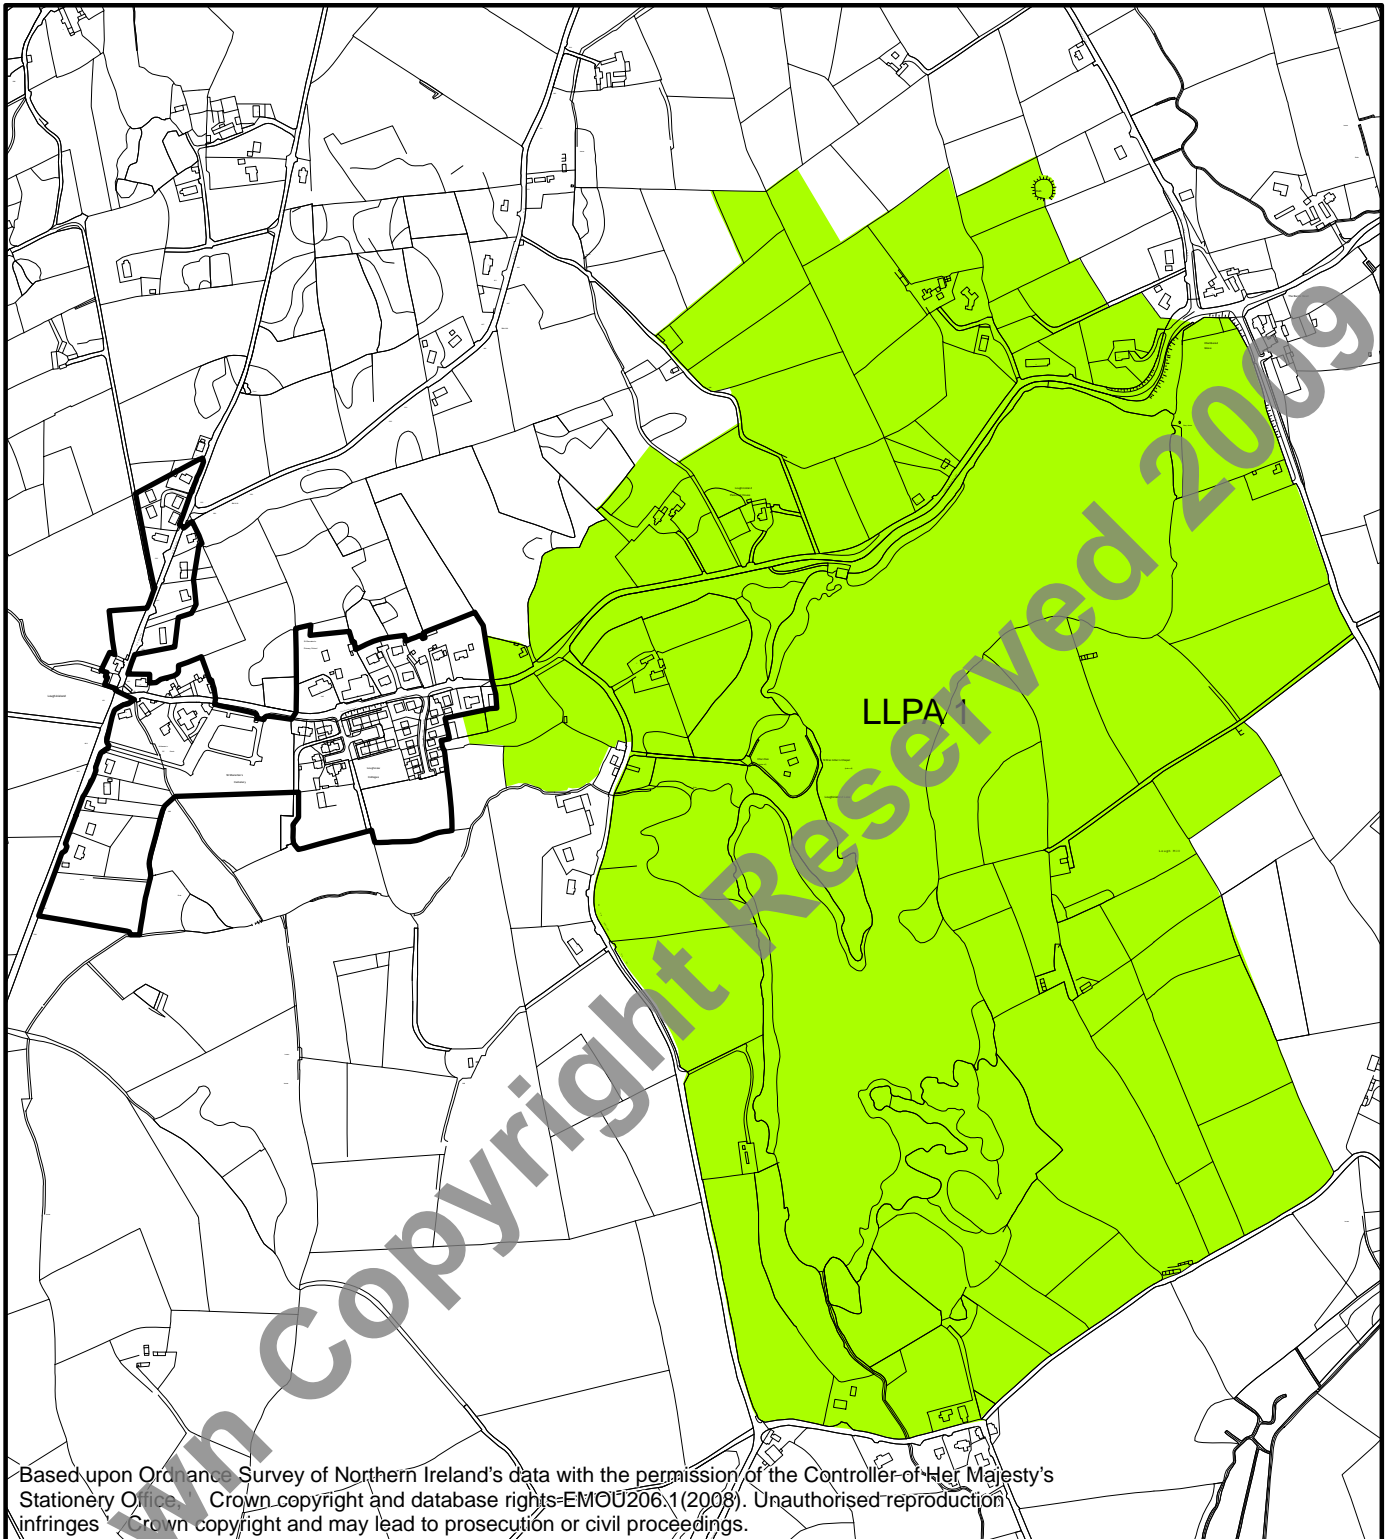 LLPA 1
wn Copyright Reserved 2009
Based upon Ordnance Survey of Northern Ireland's data with the permission of the Controller of Her Majesty's
Stationery Office, ' Crown copyright and database rights EMOU206.1(2008). Unauthorised reproduction
infringes ' Crown copyright and may lead to prosecution or civil proceedings.